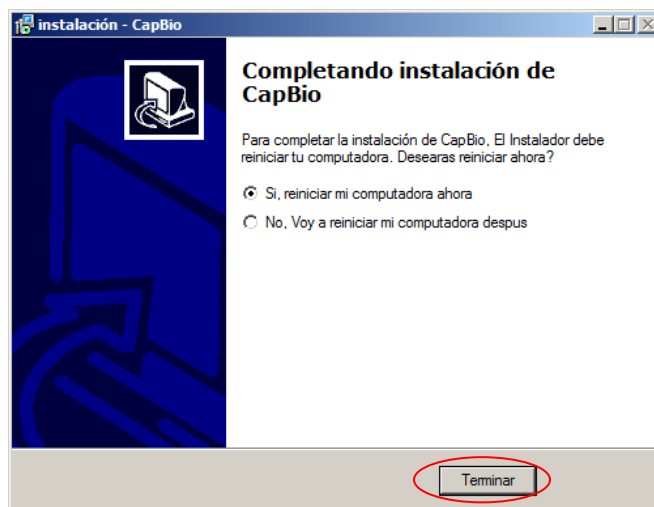 instalación - CapBio
Completando instalación de
CapBio
Para completar la instalación de CapBio, El Instalador debe
reiniciar tu computadora. Desearas reiniciar ahora?
Si, reiniciar mi computadora ahora
No, Voy a reiniciar mi computadora despus
Terminar